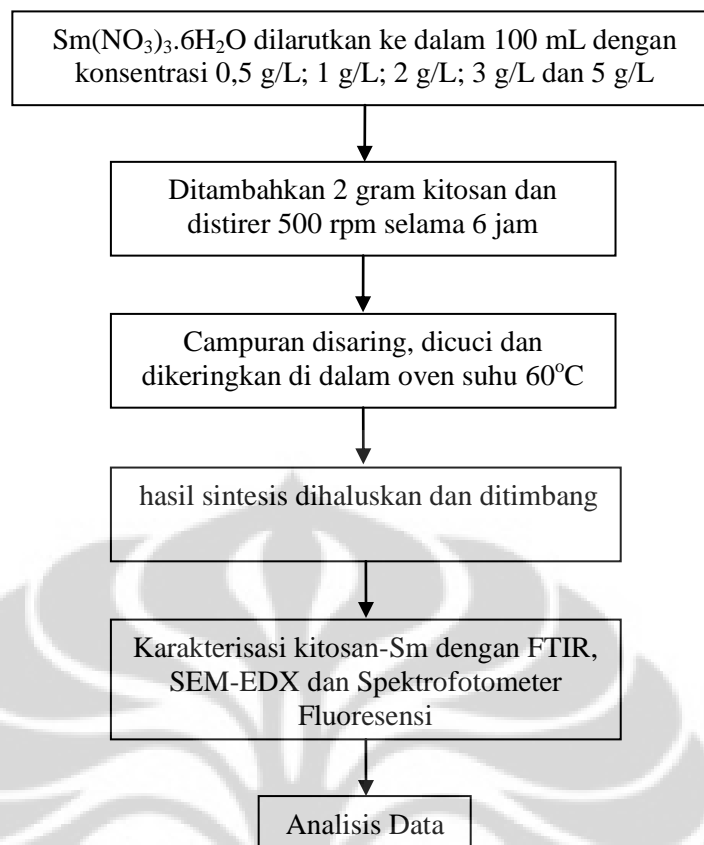 Sm(NO₃)₃.6H₂O dilarutkan ke dalam 100 mL dengan
konsentrasi 0,5 g/L; 1 g/L; 2 g/L; 3 g/L dan 5 g/L
Ditambahkan 2 gram kitosan dan
distirer 500 rpm selama 6 jam
Campuran disaring, dicuci dan
dikeringkan di dalam oven suhu 60°C
hasil sintesis dihaluskan dan ditimbang
Karakterisasi kitosan-Sm dengan FTIR,
SEM-EDX dan Spektrofotometer
Fluoresensi
Analisis Data